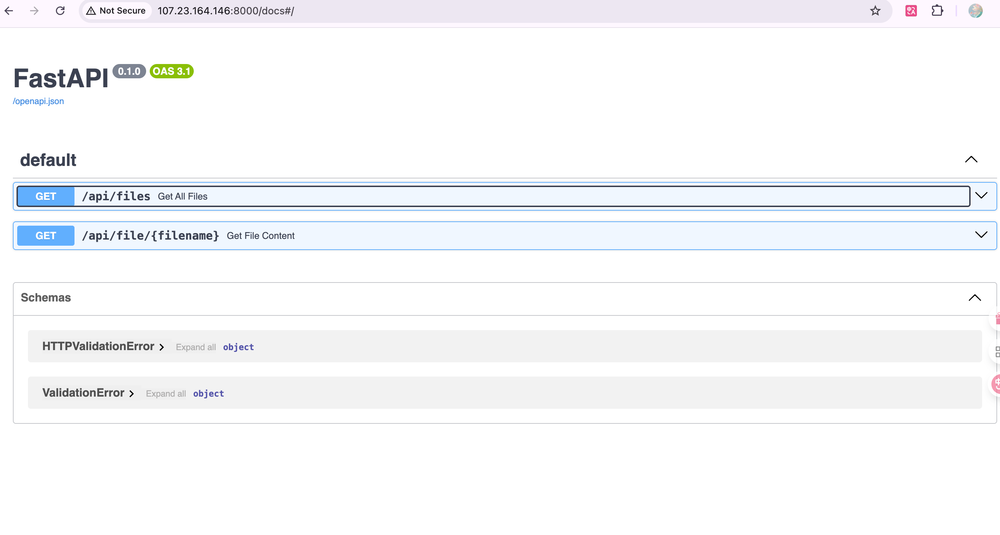 Not Secure 107.23.164.146:8000/docs#/
FastAPI 0.1.0 OAS 3.1
/openapi.json
default
GET /api/files Get All Files
GET /api/file/{filename} Get File Content
Schemas
HTTPValidationError Expand all object
ValidationError Expand all object